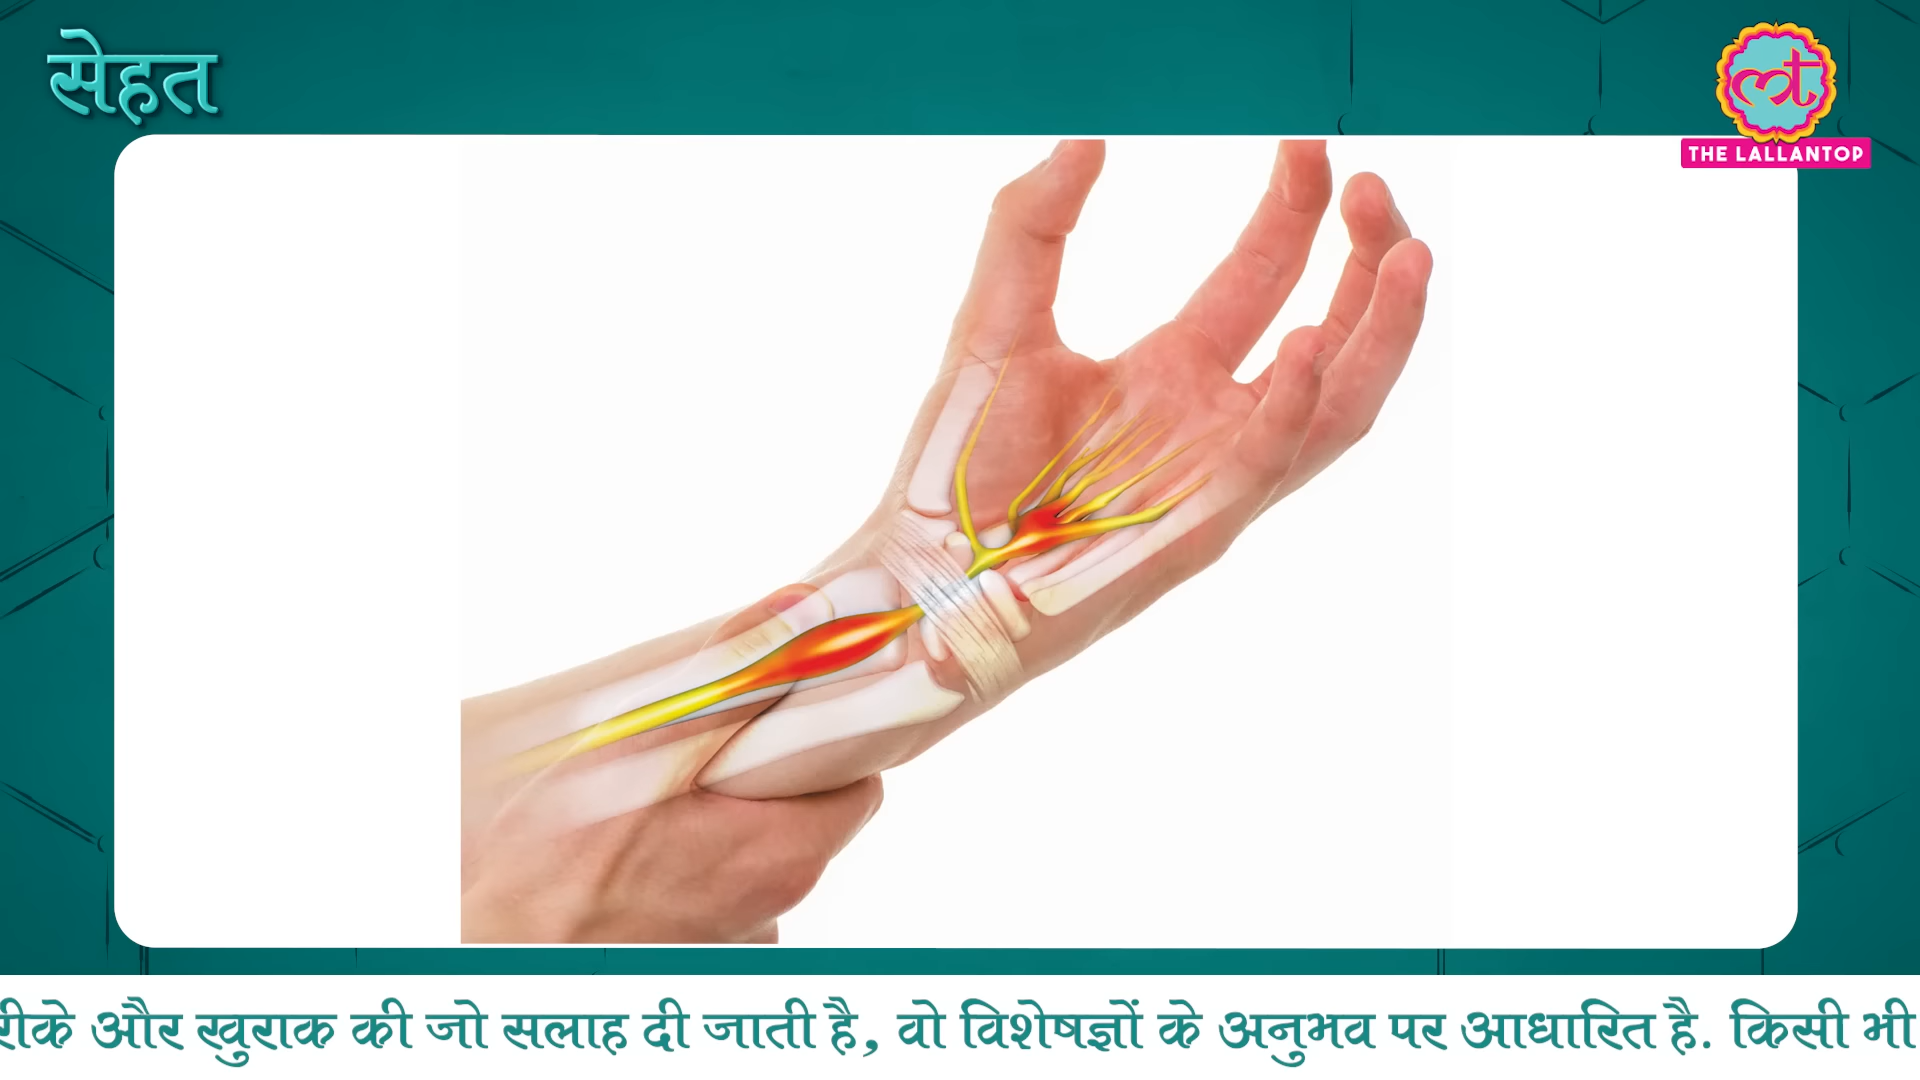 सेहत
THE LALLANTOP
रीके और खुराक की जो सलाह दी जाती है, वो विशेषज्ञों के अनुभव पर आधारित है. किसी भी